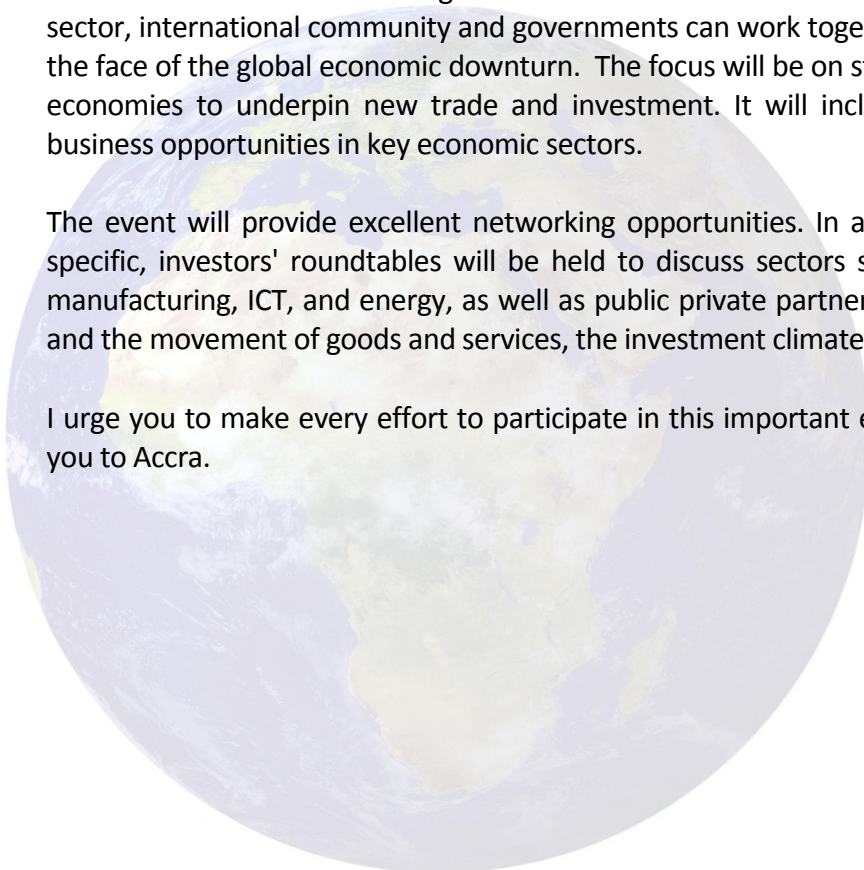 sector, international community and governments can work toge
the face of the global economic downturn. The focus will be on s
economies to underpin new trade and investment. It will incl
business opportunities in key economic sectors.
The event will provide excellent networking opportunities. In a
specific, investors' roundtables will be held to discuss sectors s
manufacturing, ICT, and energy, as well as public private partner
and the movement of goods and services, the investment climate
I urge you to make every effort to participate in this important e
you to Accra.